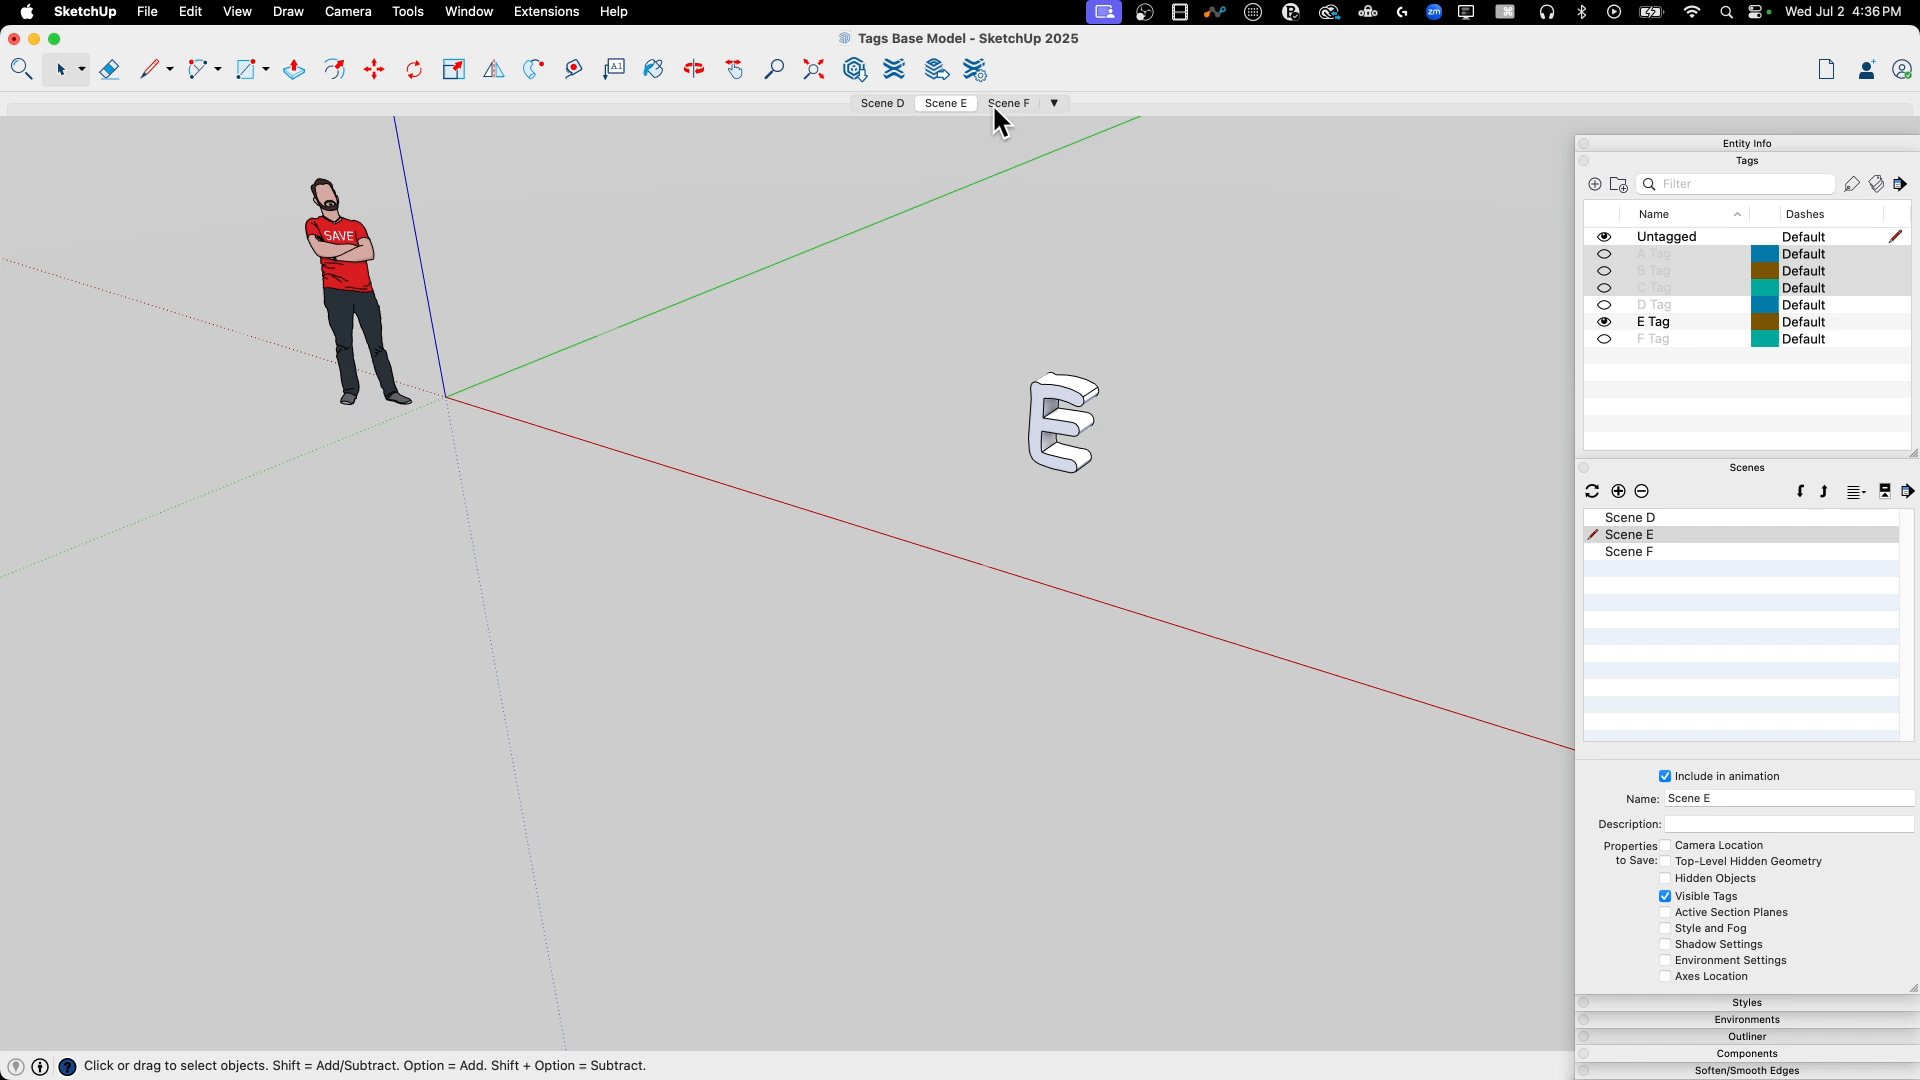 SketchUp File Edit View Draw Camera Tools Window Extensions Help
zm
Wed Jul 2 4:36 PM
Tags Base Model - SketchUp 2025
A1
Scene D Scene E Scene F
SAVE
E
Entity Info
Tags
Filter
Name Dashes
Untagged Default
A Tag Default
B Tag Default
C Tag Default
D Tag Default
E Tag Default
F Tag Default
Scenes
Scene D
Scene E
Scene F
Include in animation
Name: Scene E
Description:
Properties Camera Location
to Save: Top-Level Hidden Geometry
Hidden Objects
Visible Tags
Active Section Planes
Style and Fog
Shadow Settings
Environment Settings
Axes Location
Styles
Environments
Outliner
Components
Soften/Smooth Edges
Click or drag to select objects. Shift = Add/Subtract. Option = Add. Shift + Option = Subtract.